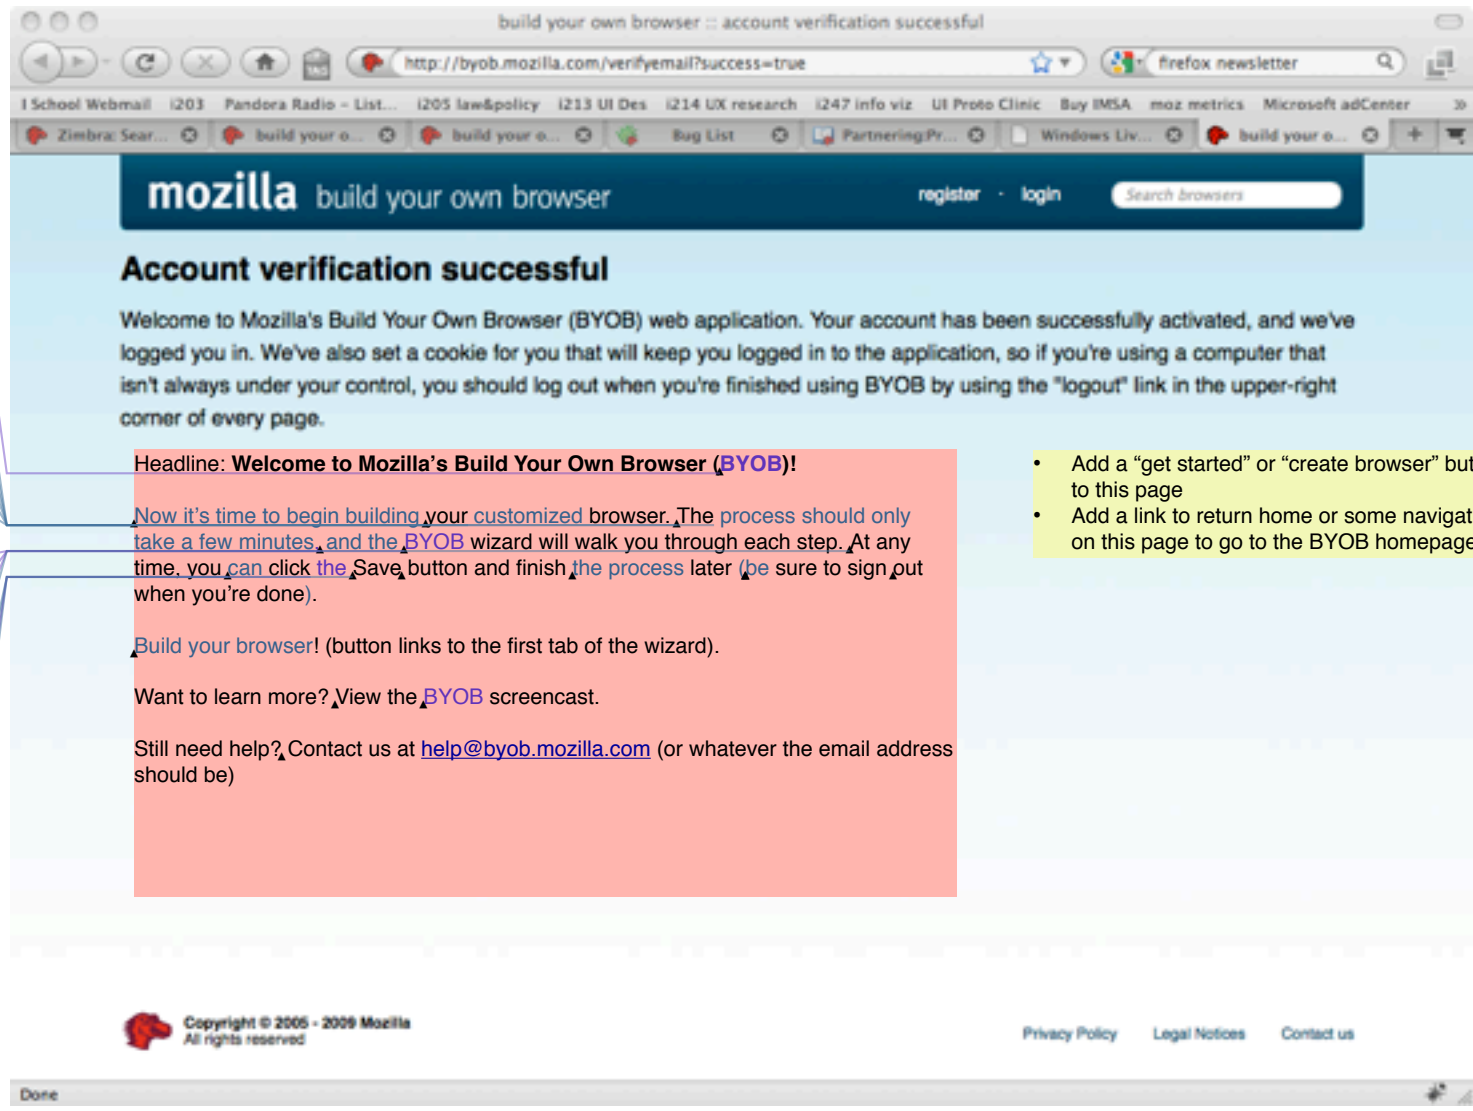 build your own browser :: account verification successful
http://byob.mozilla.com/verifyemail?success=true
firefox newsletter
I School Webmail i203 Pandora Radio - List... i205 law&policy i213 UI Des i214 UX research i247 info viz UI Proto Clinic Buy IMSA moz metrics Microsoft adCenter »
Zimbra: Sear... build your o... build your o... Bug List Partnering:Pr... Windows Liv... build your o... +
mozilla build your own browser
register · login
Search browsers
Account verification successful
Welcome to Mozilla's Build Your Own Browser (BYOB) web application. Your account has been successfully activated, and we've
logged you in. We've also set a cookie for you that will keep you logged in to the application, so if you're using a computer that
isn't always under your control, you should log out when you're finished using BYOB by using the "logout" link in the upper-right
corner of every page.
Headline: Welcome to Mozilla’s Build Your Own Browser (BYOB)!
Now it’s time to begin building your customized browser. The process should only
take a few minutes, and the BYOB wizard will walk you through each step. At any
time, you can click the Save button and finish the process later (be sure to sign out
when you’re done).
Build your browser! (button links to the first tab of the wizard).
Want to learn more? View the BYOB screencast.
Still need help? Contact us at help@byob.mozilla.com (or whatever the email address
should be)
• Add a “get started” or “create browser” but
to this page
• Add a link to return home or some navigat
on this page to go to the BYOB homepage
Copyright © 2005 - 2009 Mozilla
All rights reserved
Privacy Policy Legal Notices Contact us
Done